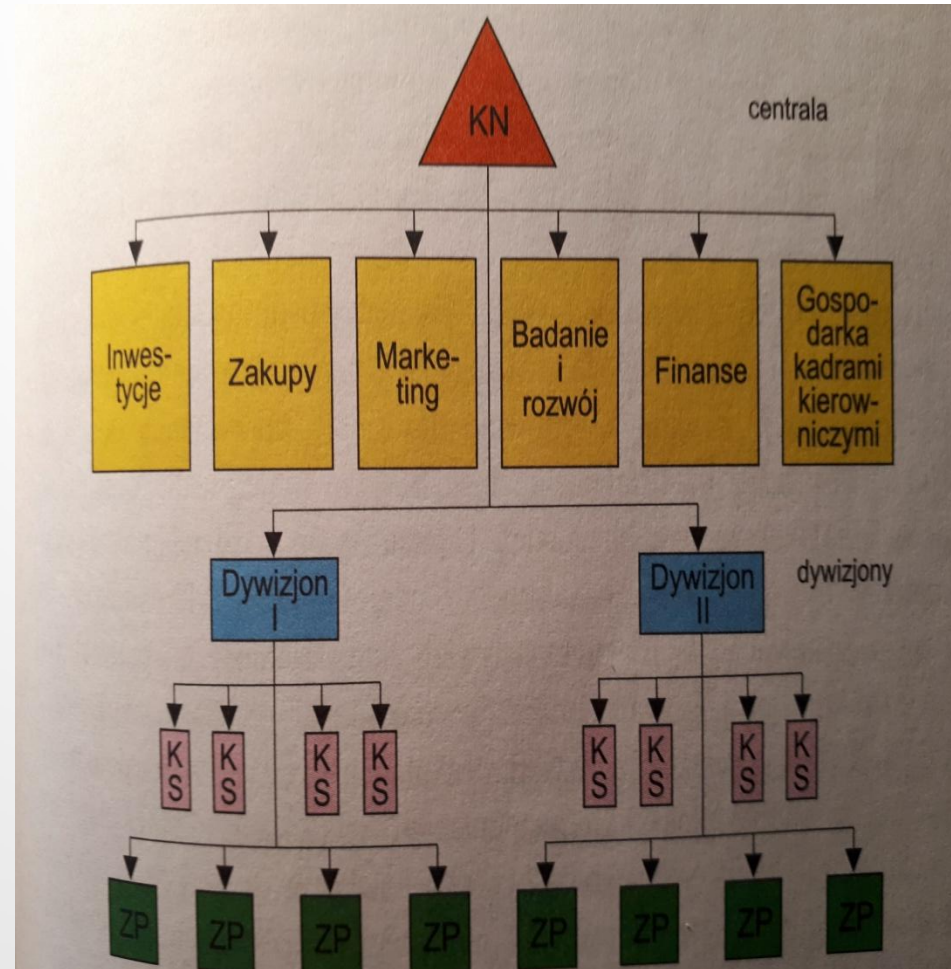 KN
centrala
Inwes-
tycje
Zakupy
Marke-
ting
Badanie
i
rozwój
Finanse
Gospo-
darka
kadrami
kierow-
niczymi
Dywizjon
I
Dywizjon
II
dywizjony
K
S
K
S
K
S
K
S
K
S
K
S
K
S
K
S
ZP
ZP
ZP
ZP
ZP
ZP
ZP
ZP